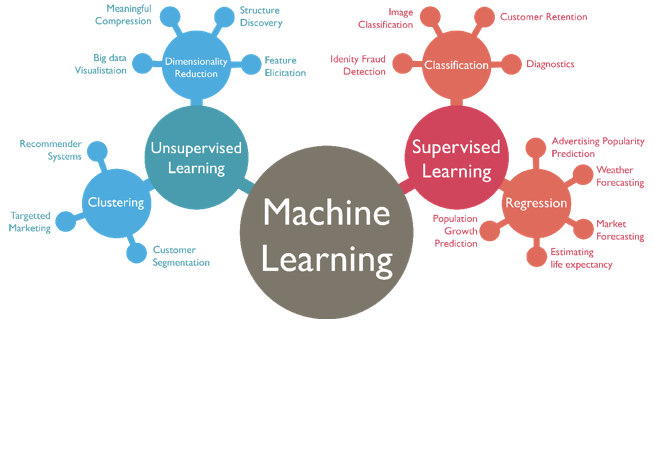 Meaningful
Compression
Structure
Discovery
Big data
Visualistaion
Dimensionality
Reduction
Feature
Elicitation
Unsupervised
Learning
Recommender
Systems
Clustering
Targetted
Marketing
Customer
Segmentation
Machine
Learning
Image
Classification
Customer Retention
Idenity Fraud
Detection
Classification
Diagnostics
Supervised
Learning
Advertising Popularity
Prediction
Weather
Forecasting
Regression
Population
Growth
Prediction
Market
Forecasting
Estimating
life expectancy